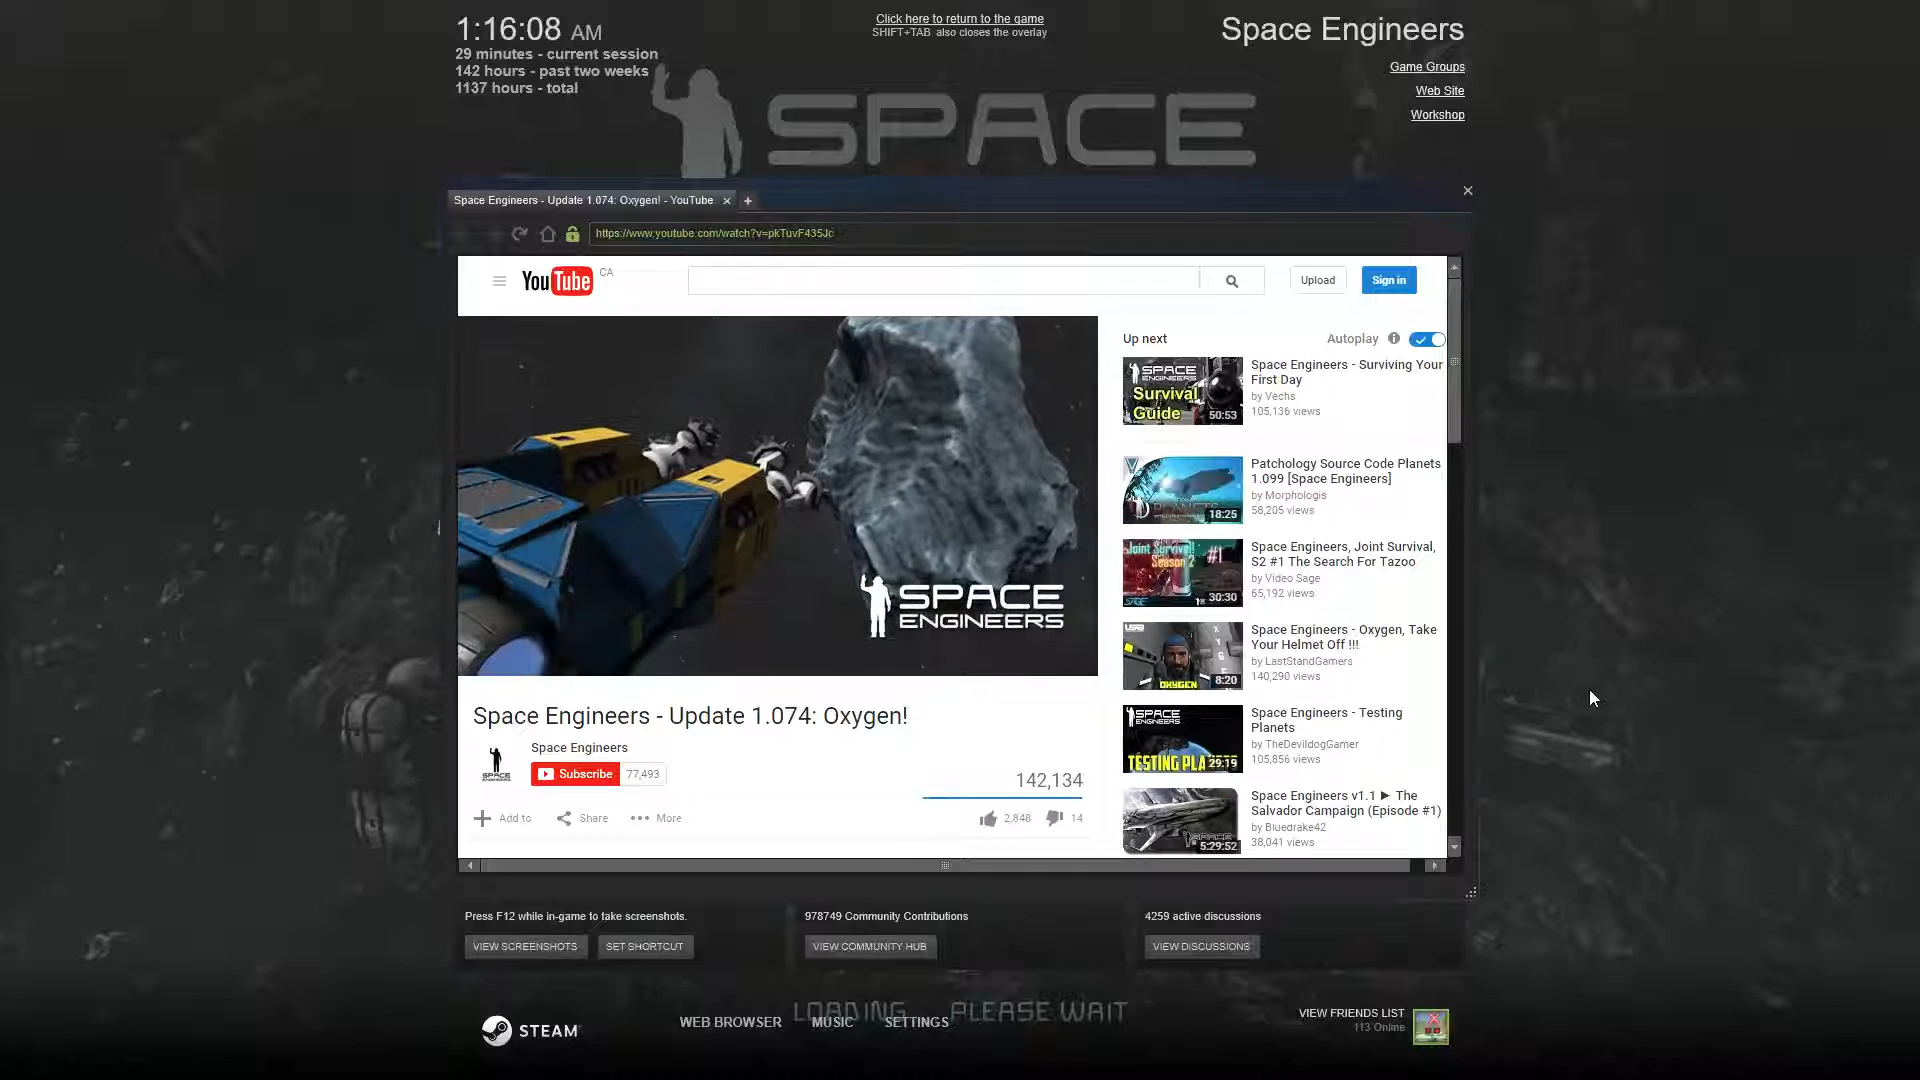 1:16:08 AM
29 minutes - current session
142 hours - past two weeks
1137 hours - total
Click here to return to the game
SHIFT+TAB also closes the overlay
Space Engineers
Game Groups
Web Site
Workshop
SPACE
Space Engineers - Update 1.074: Oxygen! - YouTube
https://www.youtube.com/watch?v=pkTuvF435Jc
YouTube CA
Upload
Sign in
SPACE
ENGINEERS
Space Engineers - Update 1.074: Oxygen!
Space Engineers
Subscribe 77,493
142,134
Add to
Share
More
2,848
14
Up next
Autoplay
SPACE
ENGINEERS
Survival
Guide
50:53
Space Engineers - Surviving Your
First Day
by Vechs
105,136 views
18:25
Patchology Source Code Planets
1.099 [Space Engineers]
by Morphologis
58,205 views
Joint Survival #1
Season 2
30:30
Space Engineers, Joint Survival,
S2 #1 The Search For Tazoo
by Video Sage
65,192 views
OXYGEN
8:20
Space Engineers - Oxygen, Take
Your Helmet Off !!!
by LastStandGamers
140,290 views
SPACE
ENGINEERS
29:19
Space Engineers - Testing
Planets
by TheDevildogGamer
105,856 views
5:29:52
Space Engineers v1.1 ► The
Salvador Campaign (Episode #1)
by Bluedrake42
38,041 views
Press F12 while in-game to take screenshots.
VIEW SCREENSHOTS
SET SHORTCUT
978749 Community Contributions
VIEW COMMUNITY HUB
4259 active discussions
VIEW DISCUSSIONS
LOADING PLEASE WAIT
STEAM
WEB BROWSER
MUSIC
SETTINGS
VIEW FRIENDS LIST
113 Online